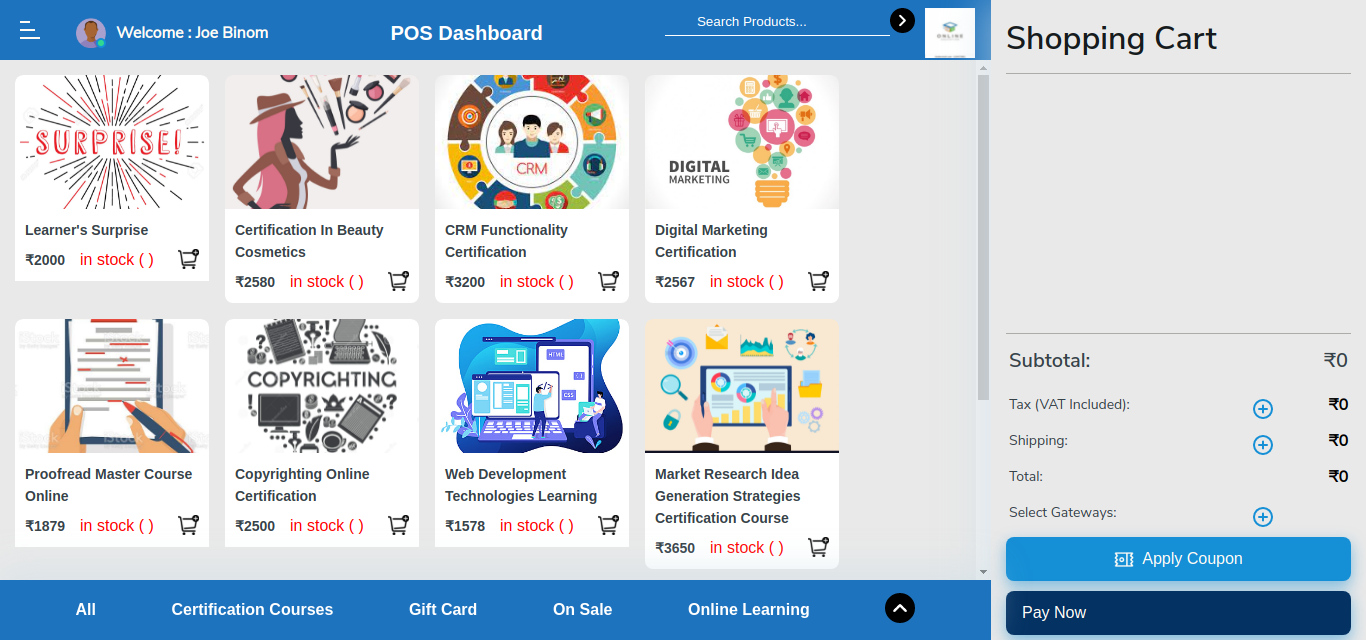 Welcome : Joe Binom
POS Dashboard
Search Products...
ONLINE
Shopping Cart
SURPRISE!
CRM
DIGITAL
MARKETING
Learner's Surprise
₹2000 in stock ( )
Certification In Beauty
Cosmetics
₹2580 in stock ( )
CRM Functionality
Certification
₹3200 in stock ( )
Digital Marketing
Certification
₹2567 in stock ( )
iStock
COPYRIGHTING
HTML
</>
CSS
Proofread Master Course
Online
₹1879 in stock ( )
Copyrighting Online
Certification
₹2500 in stock ( )
Web Development
Technologies Learning
₹1578 in stock ( )
Market Research Idea
Generation Strategies
Certification Course
₹3650 in stock ( )
Subtotal: ₹0
Tax (VAT Included): ₹0
Shipping: ₹0
Total: ₹0
Select Gateways:
Apply Coupon
Pay Now
All Certification Courses Gift Card On Sale Online Learning